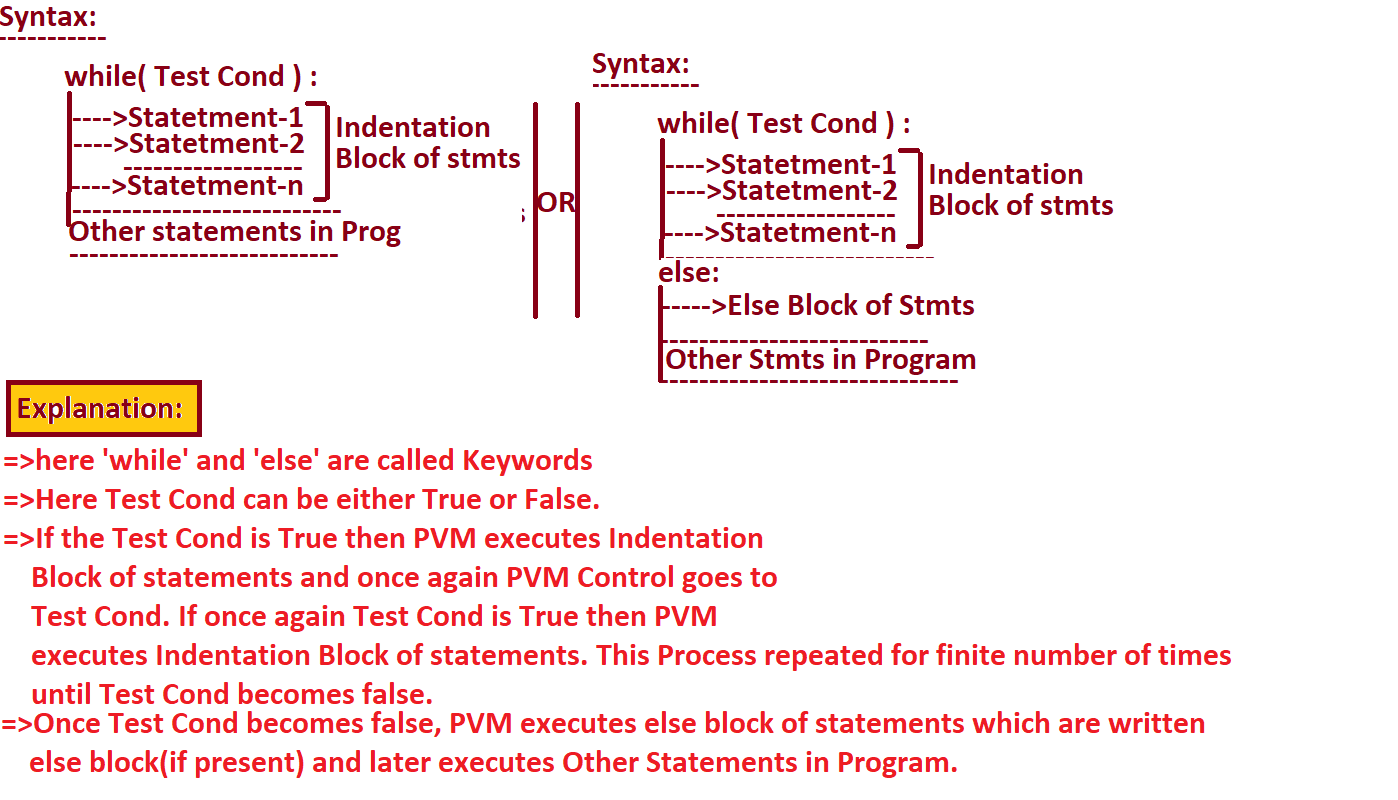 Syntax:
-----------
while( Test Cond ) :
---->Statetment-1
---->Statetment-2
------------------
---->Statetment-n
---------------------------
Other statements in Prog
---------------------------
Indentation
Block of stmts
OR
Syntax:
-----------
while( Test Cond ) :
---->Statetment-1
---->Statetment-2
------------------
---->Statetment-n
---------------------------
Indentation
Block of stmts
else:
----->Else Block of Stmts
---------------------------
Other Stmts in Program
------------------------------
Explanation:
=>here 'while' and 'else' are called Keywords
=>Here Test Cond can be either True or False.
=>If the Test Cond is True then PVM executes Indentation
Block of statements and once again PVM Control goes to
Test Cond. If once again Test Cond is True then PVM
executes Indentation Block of statements. This Process repeated for finite number of times
until Test Cond becomes false.
=>Once Test Cond becomes false, PVM executes else block of statements which are written
else block(if present) and later executes Other Statements in Program.